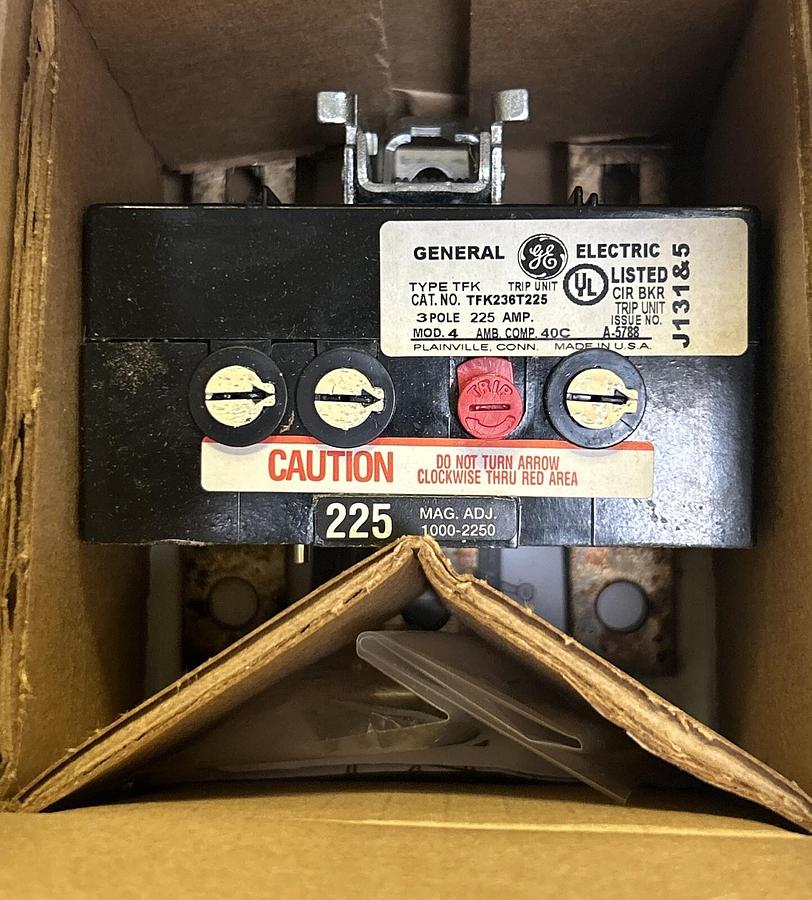 GENERAL GE ELECTRIC
TYPE TFK TRIP UNIT
CAT. NO. TFK236T225
3 POLE 225 AMP.
MOD. 4 AMB. COMP. 40C
PLAINVILLE, CONN. MADE IN U.S.A.
UL LISTED
CIR BKR
TRIP UNIT
ISSUE NO.
A-5788
J131&5
TRIP
CAUTION
DO NOT TURN ARROW
CLOCKWISE THRU RED AREA
225
MAG. ADJ.
1000-2250